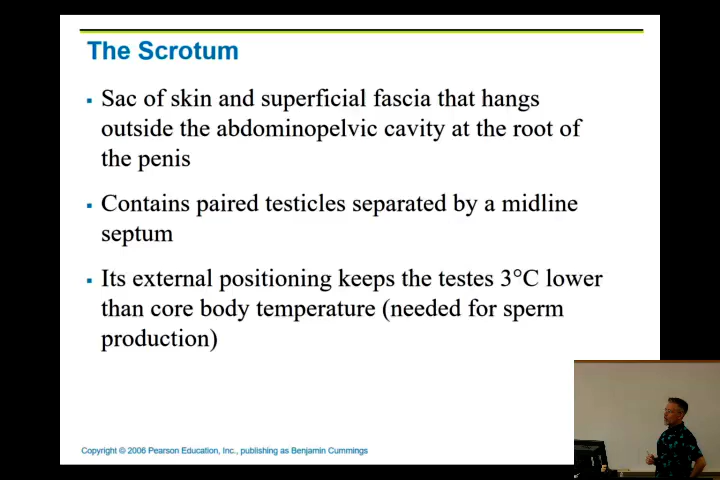 The Scrotum
▪ Sac of skin and superficial fascia that hangs
outside the abdominopelvic cavity at the root of
the penis
▪ Contains paired testicles separated by a midline
septum
▪ Its external positioning keeps the testes 3°C lower
than core body temperature (needed for sperm
production)
Copyright © 2006 Pearson Education, Inc., publishing as Benjamin Cummings